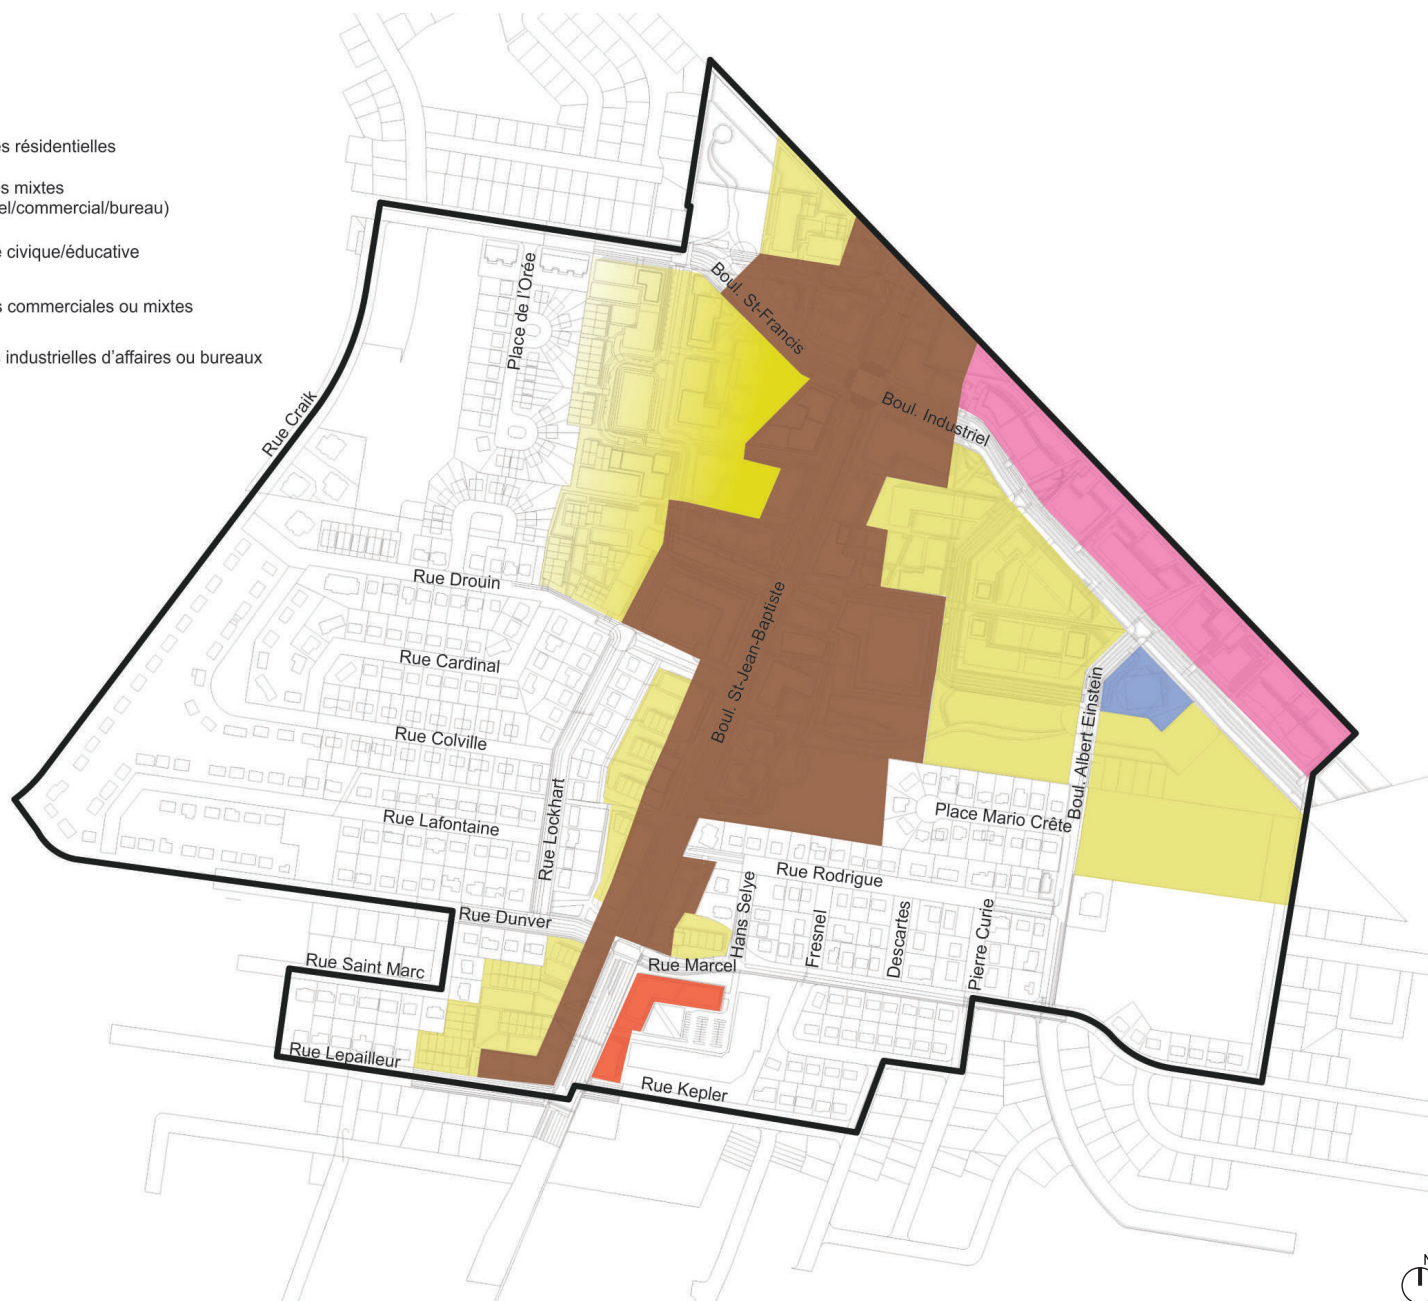 s résidentielles
s mixtes
el/commercial/bureau)
civique/éducative
commerciales ou mixtes
industrielles d’affaires ou bureaux
Boul. St-Francis
Place de l'Orée
Boul. Industriel
Rue Craik
Rue Drouin
Boul. St-Jean-Baptiste
Rue Cardinal
Boul. Albert Einstein
Rue Colville
Rue Lockhart
Place Mario Crête
Rue Lafontaine
Rue Rodrigue
Hans Selye
Fresnel
Descartes
Pierre Curie
Rue Dunver
Rue Marcel
Rue Saint Marc
Rue Lepailleur
Rue Kepler
N